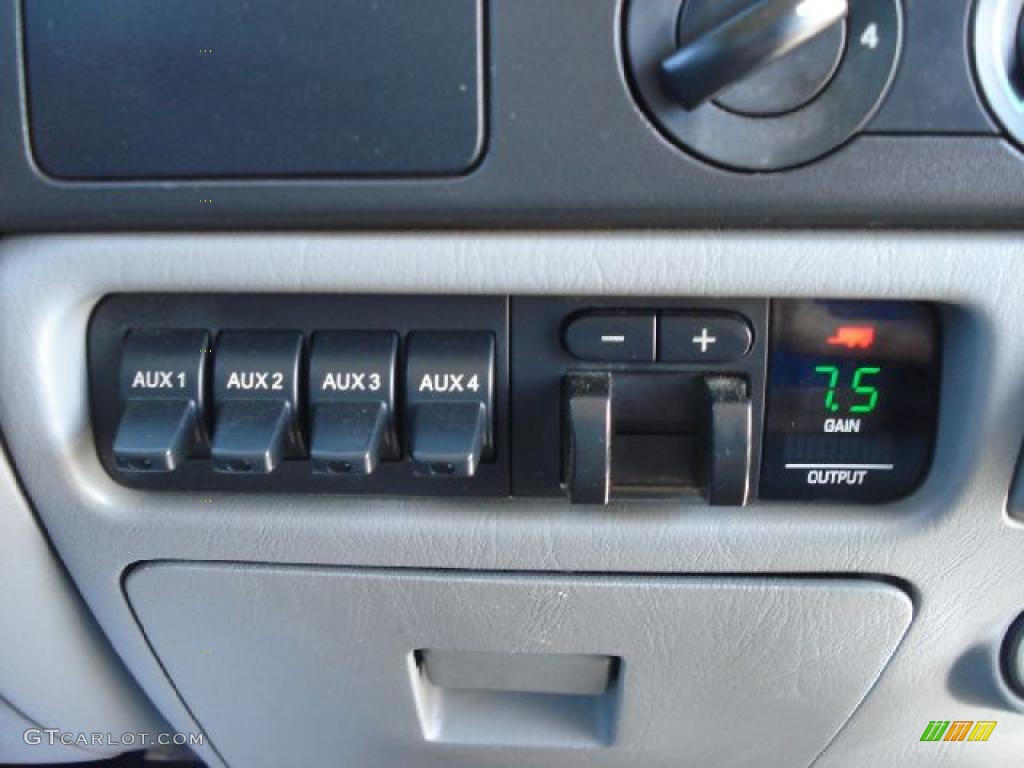 4
AUX 1 AUX 2 AUX 3 AUX 4
− +
7.5
GAIN
OUTPUT
GTCARLOT.COM